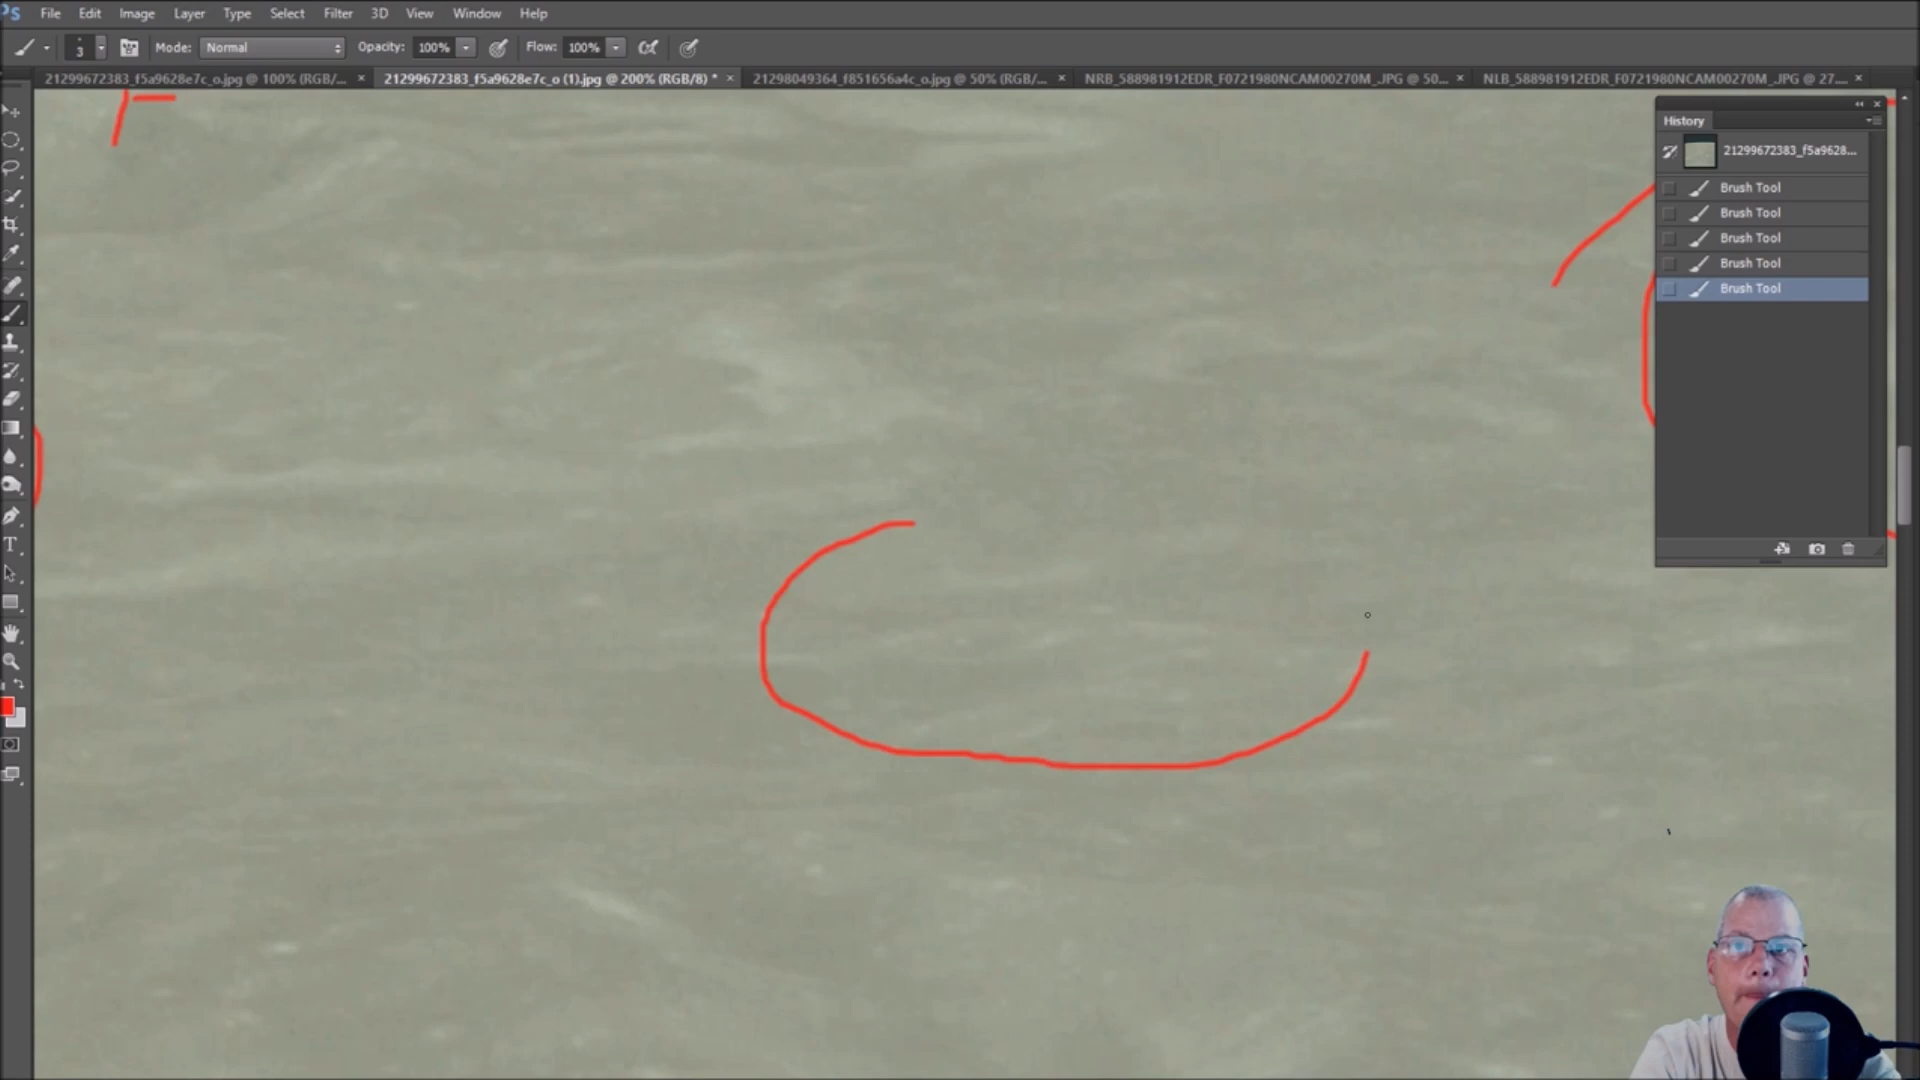 Ps File Edit Image Layer Type Select Filter 3D View Window Help
3 Mode: Normal Opacity: 100% Flow: 100%
21299672383_f5a9628e7c_o.jpg @ 100% (RGB/... × 21299672383_f5a9628e7c_o (1).jpg @ 200% (RGB/8) * × 21298049364_f851656a4c_o.jpg @ 50% (RGB/... × NRB_588981912EDR_F0721980NCAM00270M_.JPG @ 50... × NLB_588981912EDR_F0721980NCAM00270M_.JPG @ 27.... ×
History
21299672383_f5a9628...
Brush Tool
Brush Tool
Brush Tool
Brush Tool
Brush Tool
T